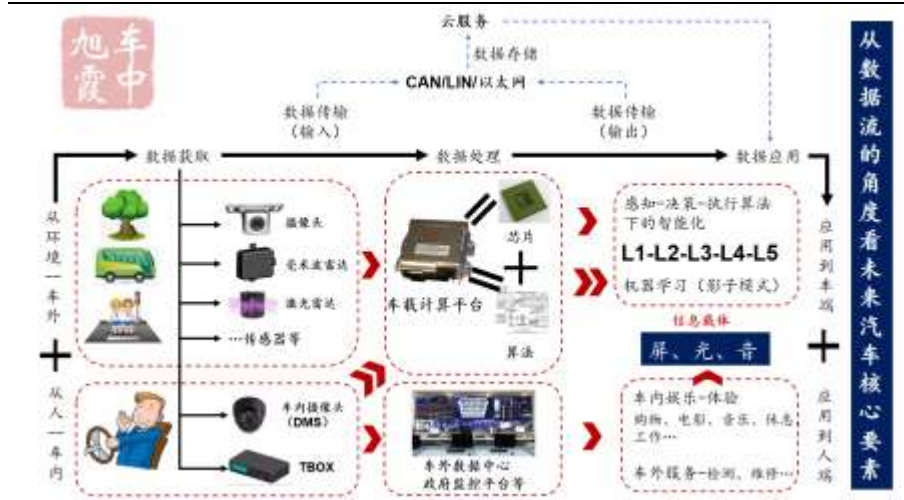 旭车
霞中
云服务
数据存储
CAN/LIN/以太网
数据传输
(输入)
数据传输
(输出)
数据获取
数据处理
数据应用
从环境—车外
从人—车内
摄像头
毫米波雷达
激光雷达
…传感器等
车内摄像头
(DMS)
TBOX
芯片
车载计算平台
算法
车外数据中心
政府监控平台等
感知-决策-执行算法
下的智能化
L1-L2-L3-L4-L5
机器学习(影子模式)
信息载体
屏、光、音
车内娱乐-体验
购物、电影、音乐、休息
工作…
车外服务-检测、维修…
应用到车端
应用到人端
从数据流的角度看未来汽车核心要素